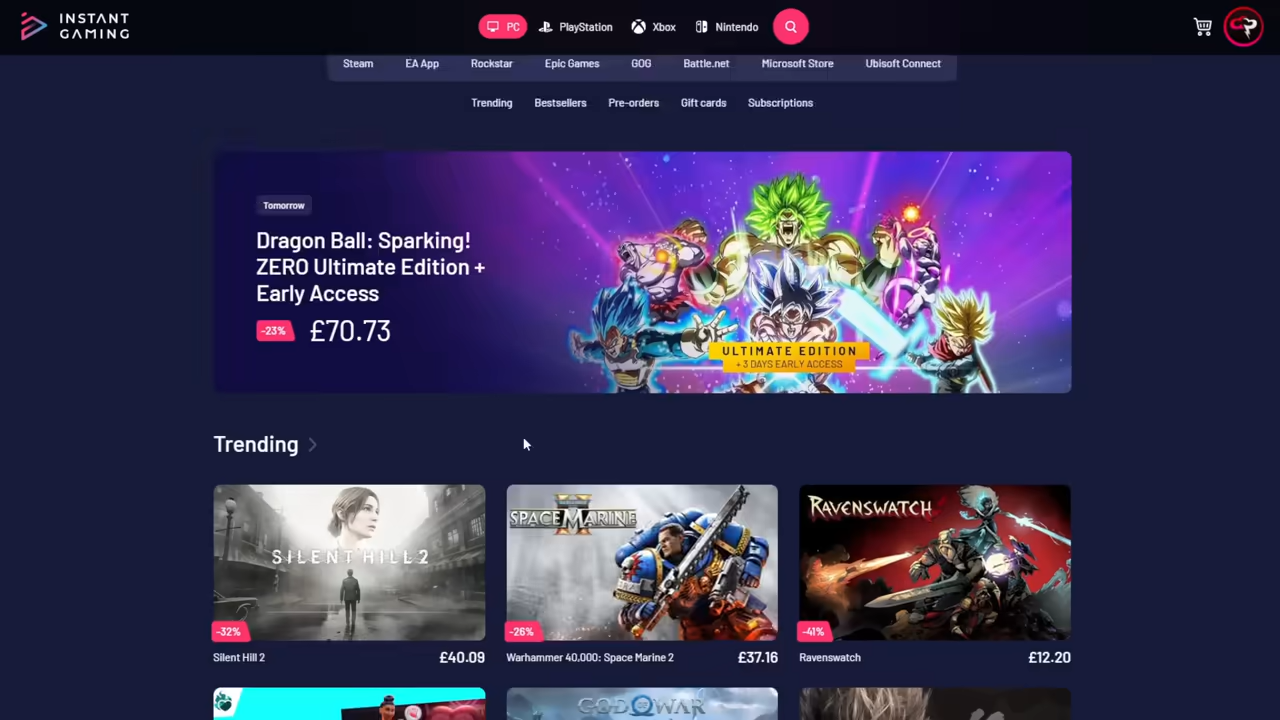 INSTANT
GAMING
PC
PlayStation
Xbox
Nintendo
Steam
EA App
Rockstar
Epic Games
GOG
Battle.net
Microsoft Store
Ubisoft Connect
Trending
Bestsellers
Pre-orders
Gift cards
Subscriptions
Tomorrow
Dragon Ball: Sparking!
ZERO Ultimate Edition +
Early Access
-23%
£70.73
ULTIMATE EDITION
+ 3 DAYS EARLY ACCESS
Trending
SILENT HILL 2
-32%
Silent Hill 2
£40.09
SPACE MARINE
II
-26%
Warhammer 40,000: Space Marine 2
£37.16
RAVENSWATCH
-41%
Ravenswatch
£12.20
GOD OF WAR